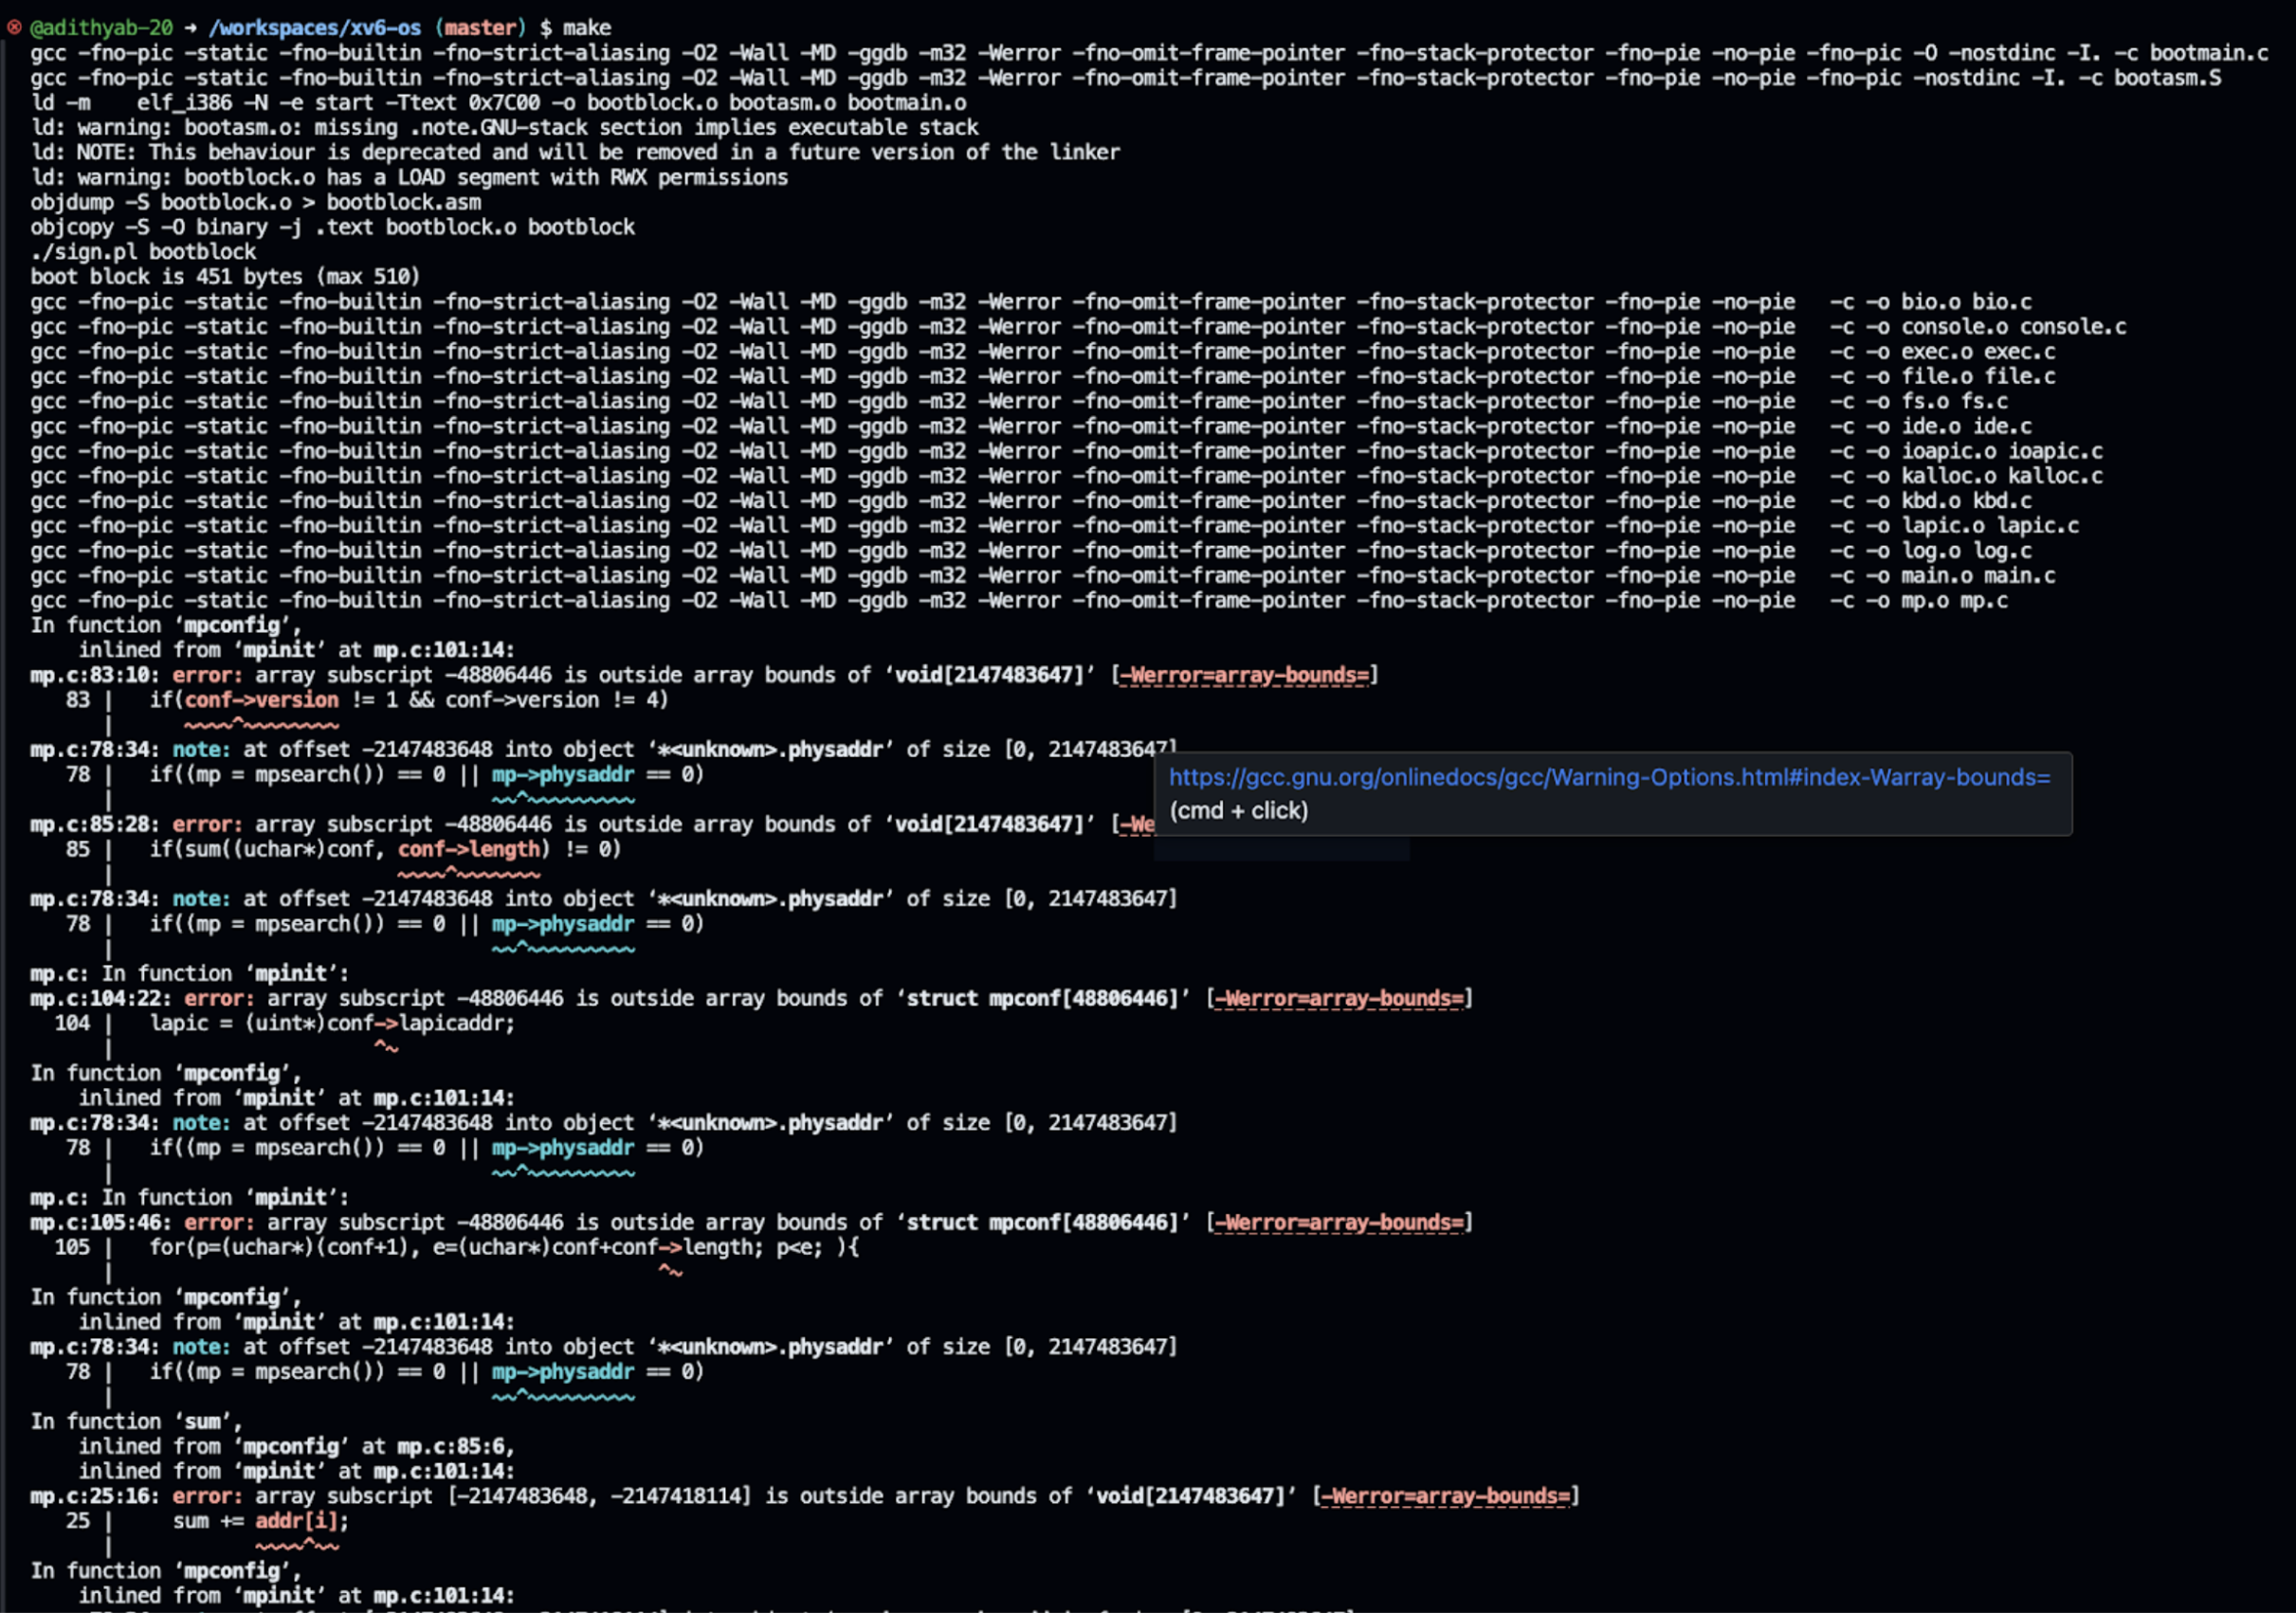 @adithyab-20 → /workspaces/xv6-os (master) $ make
gcc -fno-pic -static -fno-builtin -fno-strict-aliasing -O2 -Wall -MD -ggdb -m32 -Werror -fno-omit-frame-pointer -fno-stack-protector -fno-pie -no-pie -fno-pic -O -nostdinc -I. -c bootmain.c
gcc -fno-pic -static -fno-builtin -fno-strict-aliasing -O2 -Wall -MD -ggdb -m32 -Werror -fno-omit-frame-pointer -fno-stack-protector -fno-pie -no-pie -fno-pic -nostdinc -I. -c bootasm.S
ld -m    elf_i386 -N -e start -Ttext 0x7C00 -o bootblock.o bootasm.o bootmain.o
ld: warning: bootasm.o: missing .note.GNU-stack section implies executable stack
ld: NOTE: This behaviour is deprecated and will be removed in a future version of the linker
ld: warning: bootblock.o has a LOAD segment with RWX permissions
objdump -S bootblock.o > bootblock.asm
objcopy -S -O binary -j .text bootblock.o bootblock
./sign.pl bootblock
boot block is 451 bytes (max 510)
gcc -fno-pic -static -fno-builtin -fno-strict-aliasing -O2 -Wall -MD -ggdb -m32 -Werror -fno-omit-frame-pointer -fno-stack-protector -fno-pie -no-pie   -c -o bio.o bio.c
gcc -fno-pic -static -fno-builtin -fno-strict-aliasing -O2 -Wall -MD -ggdb -m32 -Werror -fno-omit-frame-pointer -fno-stack-protector -fno-pie -no-pie   -c -o console.o console.c
gcc -fno-pic -static -fno-builtin -fno-strict-aliasing -O2 -Wall -MD -ggdb -m32 -Werror -fno-omit-frame-pointer -fno-stack-protector -fno-pie -no-pie   -c -o exec.o exec.c
gcc -fno-pic -static -fno-builtin -fno-strict-aliasing -O2 -Wall -MD -ggdb -m32 -Werror -fno-omit-frame-pointer -fno-stack-protector -fno-pie -no-pie   -c -o file.o file.c
gcc -fno-pic -static -fno-builtin -fno-strict-aliasing -O2 -Wall -MD -ggdb -m32 -Werror -fno-omit-frame-pointer -fno-stack-protector -fno-pie -no-pie   -c -o fs.o fs.c
gcc -fno-pic -static -fno-builtin -fno-strict-aliasing -O2 -Wall -MD -ggdb -m32 -Werror -fno-omit-frame-pointer -fno-stack-protector -fno-pie -no-pie   -c -o ide.o ide.c
gcc -fno-pic -static -fno-builtin -fno-strict-aliasing -O2 -Wall -MD -ggdb -m32 -Werror -fno-omit-frame-pointer -fno-stack-protector -fno-pie -no-pie   -c -o ioapic.o ioapic.c
gcc -fno-pic -static -fno-builtin -fno-strict-aliasing -O2 -Wall -MD -ggdb -m32 -Werror -fno-omit-frame-pointer -fno-stack-protector -fno-pie -no-pie   -c -o kalloc.o kalloc.c
gcc -fno-pic -static -fno-builtin -fno-strict-aliasing -O2 -Wall -MD -ggdb -m32 -Werror -fno-omit-frame-pointer -fno-stack-protector -fno-pie -no-pie   -c -o kbd.o kbd.c
gcc -fno-pic -static -fno-builtin -fno-strict-aliasing -O2 -Wall -MD -ggdb -m32 -Werror -fno-omit-frame-pointer -fno-stack-protector -fno-pie -no-pie   -c -o lapic.o lapic.c
gcc -fno-pic -static -fno-builtin -fno-strict-aliasing -O2 -Wall -MD -ggdb -m32 -Werror -fno-omit-frame-pointer -fno-stack-protector -fno-pie -no-pie   -c -o log.o log.c
gcc -fno-pic -static -fno-builtin -fno-strict-aliasing -O2 -Wall -MD -ggdb -m32 -Werror -fno-omit-frame-pointer -fno-stack-protector -fno-pie -no-pie   -c -o main.o main.c
gcc -fno-pic -static -fno-builtin -fno-strict-aliasing -O2 -Wall -MD -ggdb -m32 -Werror -fno-omit-frame-pointer -fno-stack-protector -fno-pie -no-pie   -c -o mp.o mp.c
In function ‘mpconfig’,
    inlined from ‘mpinit’ at mp.c:101:14:
mp.c:83:10: error: array subscript -48806446 is outside array bounds of ‘void[2147483647]’ [-Werror=array-bounds=]
   83 |   if(conf->version != 1 && conf->version != 4)
      |      ~~~~^~~~~~~~~
mp.c:78:34: note: at offset -2147483648 into object ‘*<unknown>.physaddr’ of size [0, 2147483647]
   78 |   if((mp = mpsearch()) == 0 || mp->physaddr == 0)
      |                                ~~^~~~~~~~~~
https://gcc.gnu.org/onlinedocs/gcc/Warning-Options.html#index-Warray-bounds=
(cmd + click)
mp.c:85:28: error: array subscript -48806446 is outside array bounds of ‘void[2147483647]’ [-We
   85 |   if(sum((uchar*)conf, conf->length) != 0)
      |                        ~~~~^~~~~~~~
mp.c:78:34: note: at offset -2147483648 into object ‘*<unknown>.physaddr’ of size [0, 2147483647]
   78 |   if((mp = mpsearch()) == 0 || mp->physaddr == 0)
      |                                ~~^~~~~~~~~~
mp.c: In function ‘mpinit’:
mp.c:104:22: error: array subscript -48806446 is outside array bounds of ‘struct mpconf[48806446]’ [-Werror=array-bounds=]
  104 |   lapic = (uint*)conf->lapicaddr;
      |                      ^~
In function ‘mpconfig’,
    inlined from ‘mpinit’ at mp.c:101:14:
mp.c:78:34: note: at offset -2147483648 into object ‘*<unknown>.physaddr’ of size [0, 2147483647]
   78 |   if((mp = mpsearch()) == 0 || mp->physaddr == 0)
      |                                ~~^~~~~~~~~~
mp.c: In function ‘mpinit’:
mp.c:105:46: error: array subscript -48806446 is outside array bounds of ‘struct mpconf[48806446]’ [-Werror=array-bounds=]
  105 |   for(p=(uchar*)(conf+1), e=(uchar*)conf+conf->length; p<e; ){
      |                                              ^~
In function ‘mpconfig’,
    inlined from ‘mpinit’ at mp.c:101:14:
mp.c:78:34: note: at offset -2147483648 into object ‘*<unknown>.physaddr’ of size [0, 2147483647]
   78 |   if((mp = mpsearch()) == 0 || mp->physaddr == 0)
      |                                ~~^~~~~~~~~~
In function ‘sum’,
    inlined from ‘mpconfig’ at mp.c:85:6,
    inlined from ‘mpinit’ at mp.c:101:14:
mp.c:25:16: error: array subscript [-2147483648, -2147418114] is outside array bounds of ‘void[2147483647]’ [-Werror=array-bounds=]
   25 |     sum += addr[i];
      |            ~~~~^~~
In function ‘mpconfig’,
    inlined from ‘mpinit’ at mp.c:101:14: